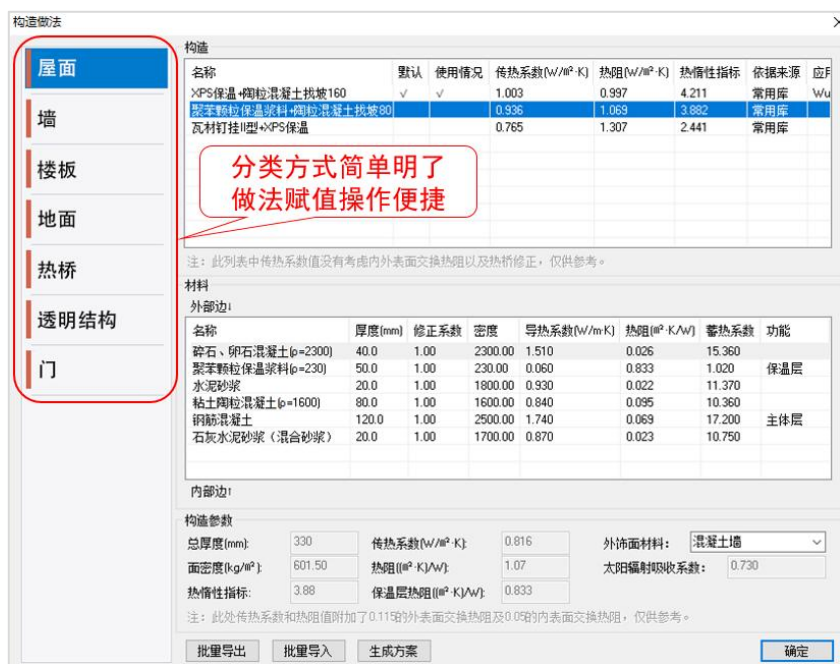 构造做法
屋面
墙
楼板
地面
热桥
透明结构
门
分类方式简单明了
做法赋值操作便捷
构造
名称 默认 使用情况 传热系数(W/㎡·K) 热阻(W/㎡·K) 热惰性指标 依据来源 应用
XPS保温+陶粒混凝土找坡160 √ √ 1.003 0.997 4.211 常用库 Wu
聚苯颗粒保温浆料+陶粒混凝土找坡80 0.936 1.069 3.882 常用库
瓦材钉挂II型+XPS保温 0.765 1.307 2.441 常用库
注：此列表中传热系数值没有考虑内外表面交换热阻以及热桥修正，仅供参考。
材料
外部边↓
名称 厚度(mm) 修正系数 密度 导热系数(W/m·K) 热阻(㎡·K/W) 蓄热系数 功能
碎石、卵石混凝土(ρ=2300) 40.0 1.00 2300.00 1.510 0.026 15.360
聚苯颗粒保温浆料(ρ=230) 50.0 1.00 230.00 0.060 0.833 1.020 保温层
水泥砂浆 20.0 1.00 1800.00 0.930 0.022 11.370
粘土陶粒混凝土(ρ=1600) 80.0 1.00 1600.00 0.840 0.095 10.360
钢筋混凝土 120.0 1.00 2500.00 1.740 0.069 17.200 主体层
石灰水泥砂浆（混合砂浆） 20.0 1.00 1700.00 0.870 0.023 10.750
内部边↑
构造参数
总厚度(mm): 330 传热系数(W/㎡·K): 0.816 外饰面材料： 混凝土墙
面密度(kg/㎡): 601.50 热阻((㎡·K)/W): 1.07 太阳辐射吸收系数： 0.730
热惰性指标: 3.88 保温层热阻((㎡·K)/W): 0.833
注：此处传热系数和热阻值附加了0.115的外表面交换热阻及0.05的内表面交换热阻，仅供参考。
批量导出 批量导入 生成方案 确定